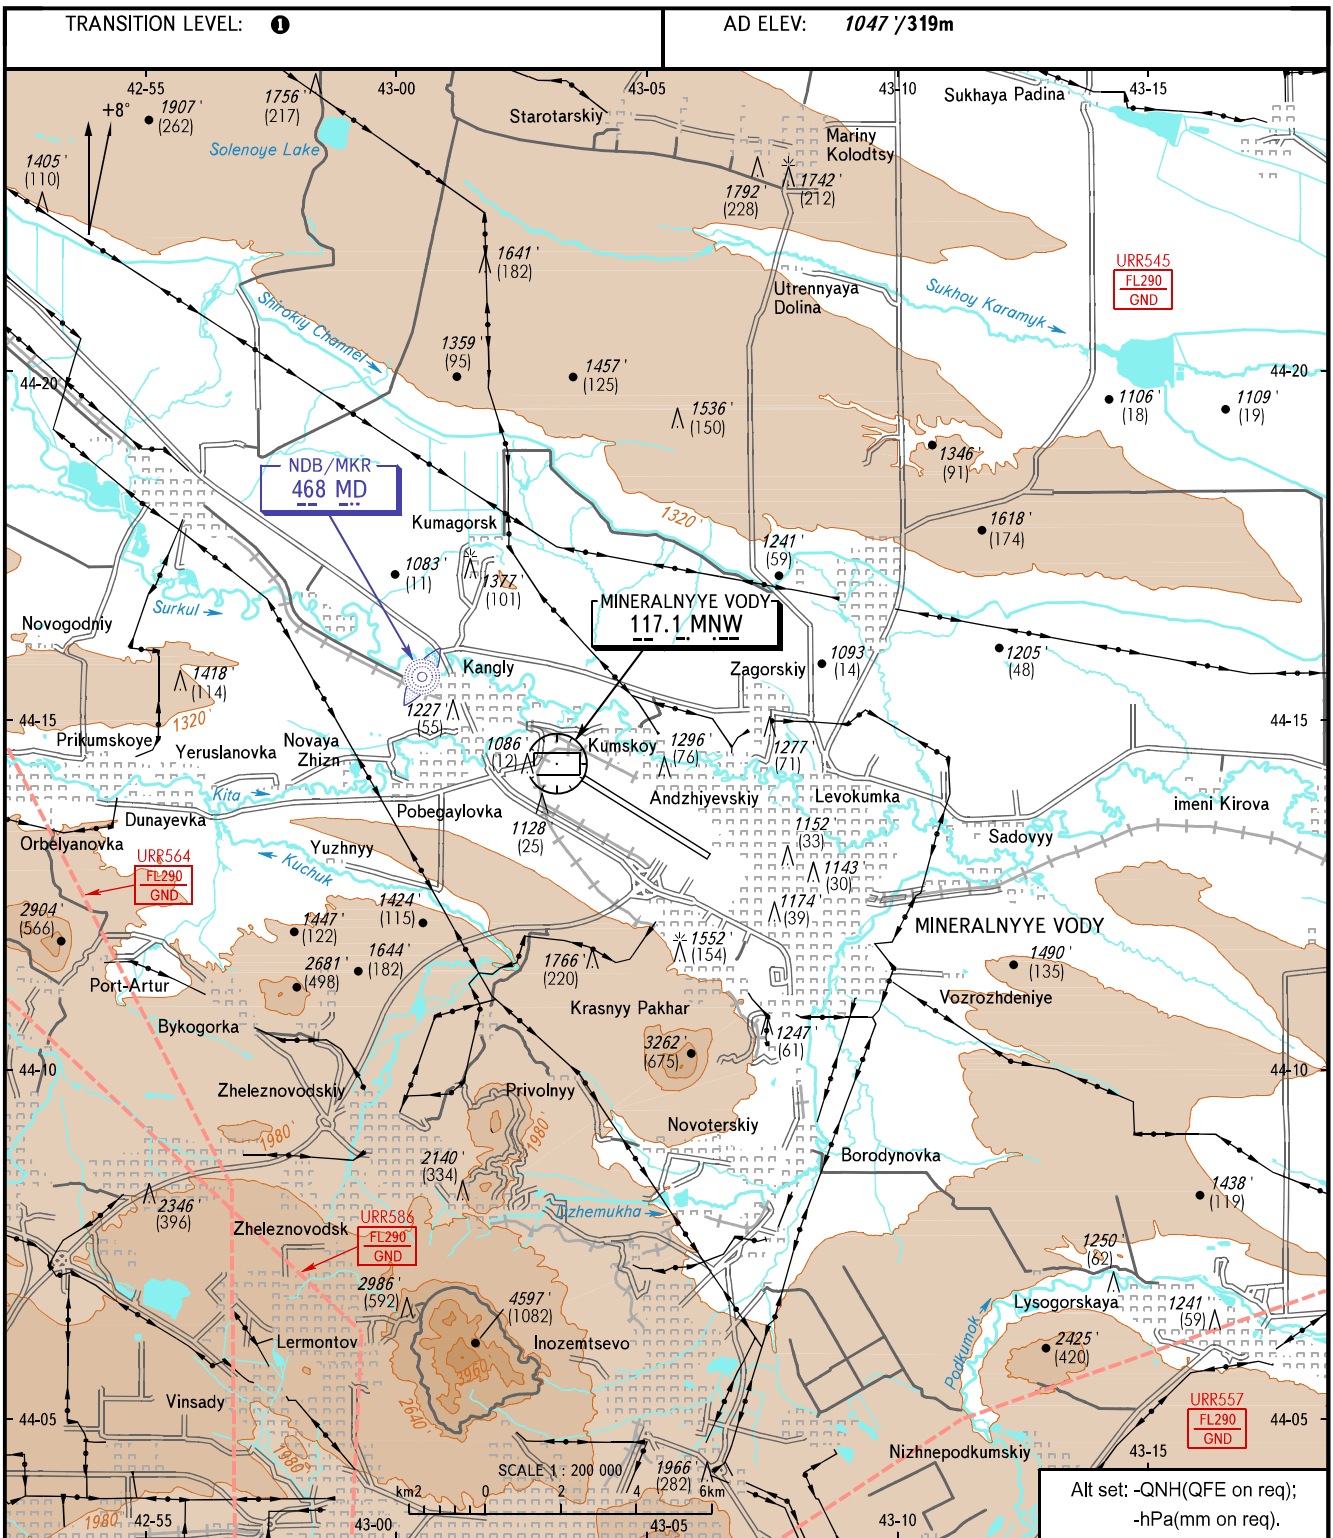 TRANSITION LEVEL: 1
AD ELEV: 1047'/319m
42-55
43-00
43-05
43-10
43-15
+8°
1907'
(262)
1756'
(217)
Solenoye Lake
Starotarskiy
Sukhaya Padina
Mariny
Kolodtsy
1405'
(110)
1792'
(228)
1742'
(212)
1641'
(182)
URR545
FL290
GND
Utrennyaya
Dolina
Sukhoy Karamyk
Shirokiy Channel
1359'
(95)
1457'
(125)
44-20
44-20
1106'
(18)
1109'
(19)
1536'
(150)
1346'
(91)
NDB/MKR
468 MD
Kumagorsk
1320'
1618'
(174)
1241'
(59)
1083'
(11)
1377'
(101)
Surkul
MINERALNYYE VODY
117.1 MNW
Novogodniy
1418'
(114)
1320'
Kangly
Zagorskiy
1093'
(14)
1205'
(48)
1227'
(55)
44-15
44-15
Prikumskoye
Yeruslanovka
Novaya
Zhizn
1086'
(12)
Kumskoy
1296'
(76)
1277'
(71)
Kita
Pobegaylovka
Andzhiyevskiy
Levokumka
imeni Kirova
Dunayevka
1128'
(25)
1152'
(33)
Sadovyy
Orbelyanovka
Yuzhnyy
URR564
FL290
GND
Kuchuk
1143'
(30)
2904'
(566)
1447'
(122)
1424'
(115)
1174'
(39)
MINERALNYYE VODY
1552'
(154)
1644'
(182)
2681'
(498)
1766'
(220)
1490'
(135)
Port-Artur
Krasnyy Pakhar
Vozrozhdeniye
Bykogorka
3262'
(675)
1247'
(61)
44-10
44-10
Zheleznovodskiy
Privolnyy
Novoterskiy
1980'
1980'
2140'
(334)
Borodynovka
2346'
(396)
1438'
(119)
Zheleznovodsk
URR586
FL290
GND
Dzhemukha
1250'
(62)
2986'
(592)
4597'
(1082)
Lysogorskaya
1241'
(59)
Lermontov
Inozemtsevo
Podkumok
2425'
(420)
3960'
Vinsady
2640'
URR557
FL290
GND
44-05
44-05
1980'
Nizhnepodkumskiy
43-15
SCALE 1 : 200 000
1966'
(282)
km2 0 2 4 6km
1980'
42-55
43-00
43-05
43-10
Alt set: -QNH(QFE on req);
-hPa(mm on req).